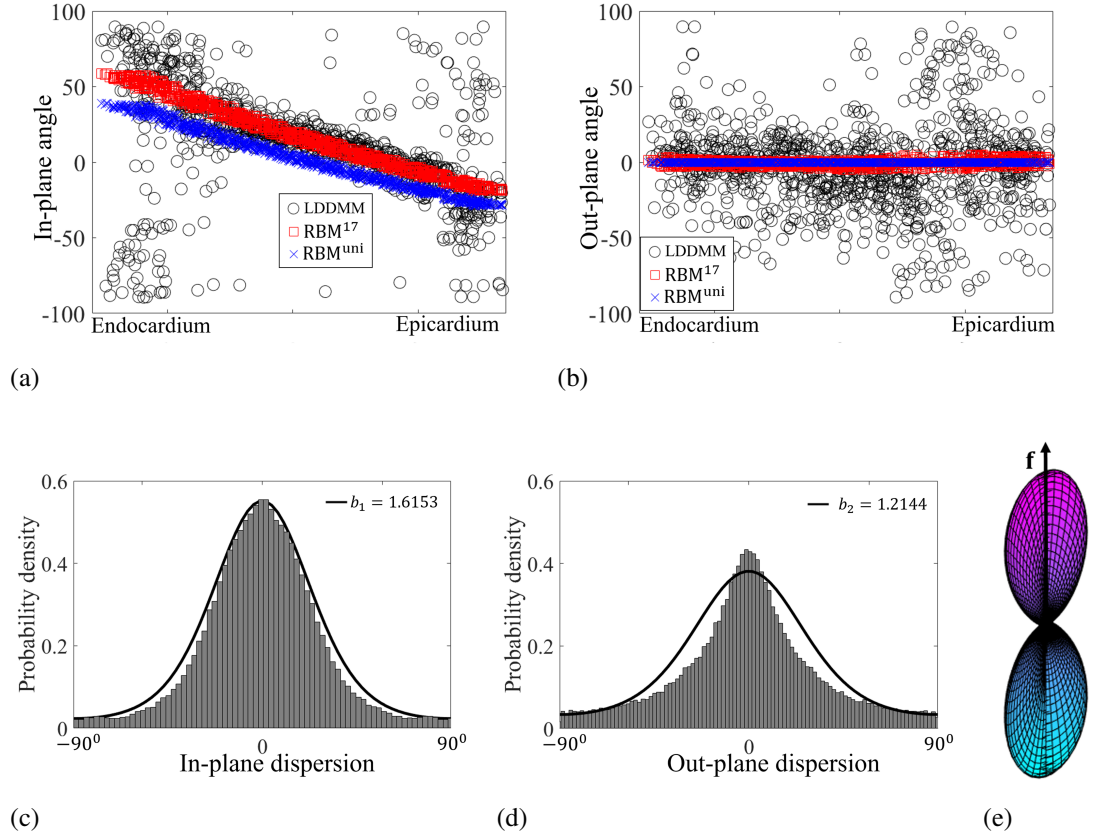 100
50
0
-50
-100
In-plane angle
LDDMM
RBM¹⁷
RBMᵘⁿⁱ
Endocardium
Epicardium
(a)
100
50
0
-50
-100
Out-plane angle
LDDMM
RBM¹⁷
RBMᵘⁿⁱ
Endocardium
Epicardium
(b)
0.6
0.4
0.2
0
Probability density
b₁ = 1.6153
−90⁰
0
90⁰
In-plane dispersion
(c)
0.6
0.4
0.2
0
Probability density
b₂ = 1.2144
−90⁰
0
90⁰
Out-plane dispersion
(d)
f
(e)